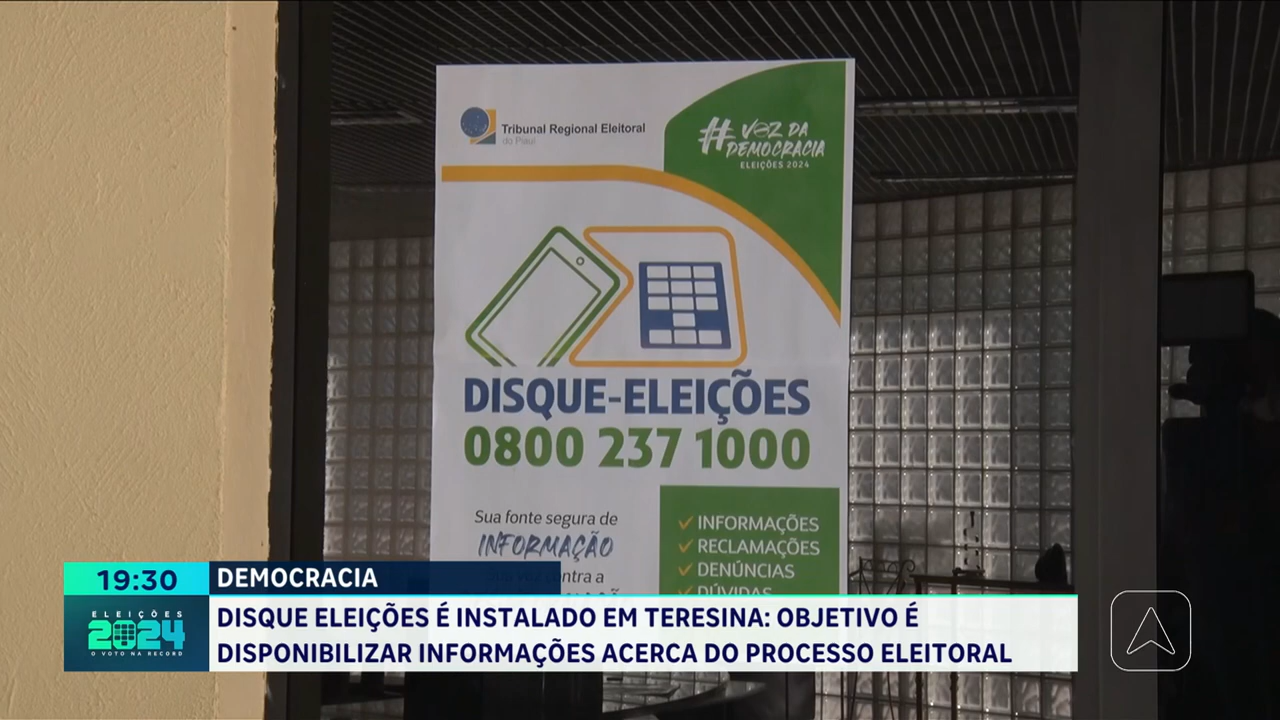 Tribunal Regional Eleitoral
do Piauí
# VOZ DA
DEMOCRACIA
ELEIÇÕES 2024
DISQUE-ELEIÇÕES
0800 237 1000
Sua fonte segura de
INFORMAÇÃO
contra a
INFORMAÇÕES
RECLAMAÇÕES
DENÚNCIAS
DÚVIDAS
19:30
DEMOCRACIA
ELEIÇÕES
2024
O VOTO NA RECORD
DISQUE ELEIÇÕES É INSTALADO EM TERESINA: OBJETIVO É
DISPONIBILIZAR INFORMAÇÕES ACERCA DO PROCESSO ELEITORAL